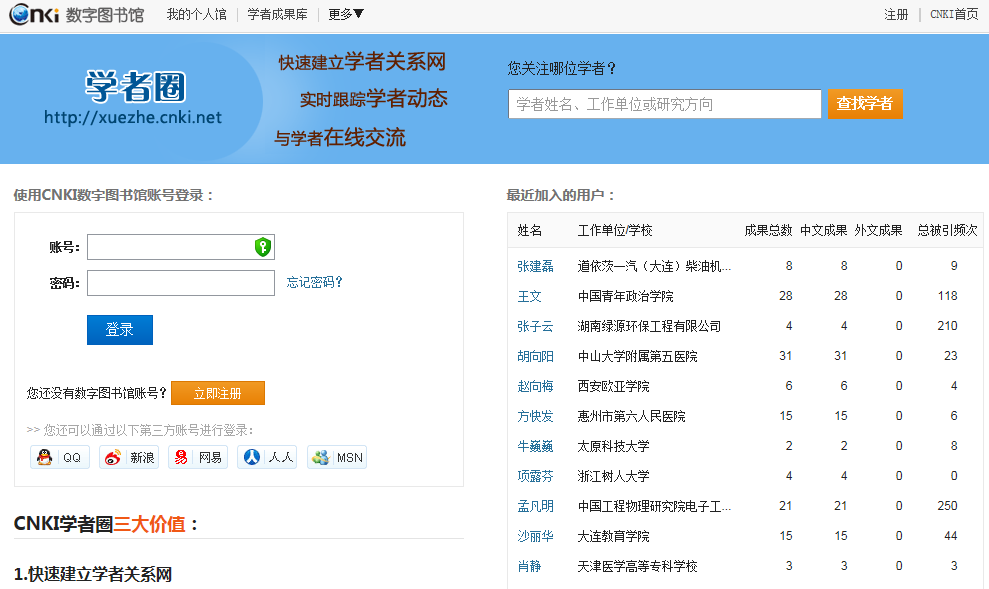 cnki 数字图书馆 我的个人馆 学者成果库 更多▼ 注册 CNKI首页
学者圈
http://xuezhe.cnki.net
快速建立学者关系网
实时跟踪学者动态
与学者在线交流
您关注哪位学者？
学者姓名、工作单位或研究方向 查找学者
使用CNKI数字图书馆账号登录：
账号：
密码： 忘记密码？
登录
您还没有数字图书馆账号？ 立即注册
>> 您还可以通过以下第三方账号进行登录：
QQ 新浪 网易 人人 MSN
CNKI学者圈三大价值：
1.快速建立学者关系网
最近加入的用户：
姓名 工作单位/学校 成果总数 中文成果 外文成果 总被引频次
张建磊 道依茨一汽（大连）柴油机... 8 8 0 9
王文 中国青年政治学院 28 28 0 118
张子云 湖南绿源环保工程有限公司 4 4 0 210
胡向阳 中山大学附属第五医院 31 31 0 23
赵向梅 西安欧亚学院 6 6 0 4
方快发 惠州市第六人民医院 15 15 0 6
牛巍巍 太原科技大学 2 2 0 8
项露芬 浙江树人大学 4 4 0 0
孟凡明 中国工程物理研究院电子工... 21 21 0 250
沙丽华 大连教育学院 15 15 0 44
肖静 天津医学高等专科学校 3 3 0 3